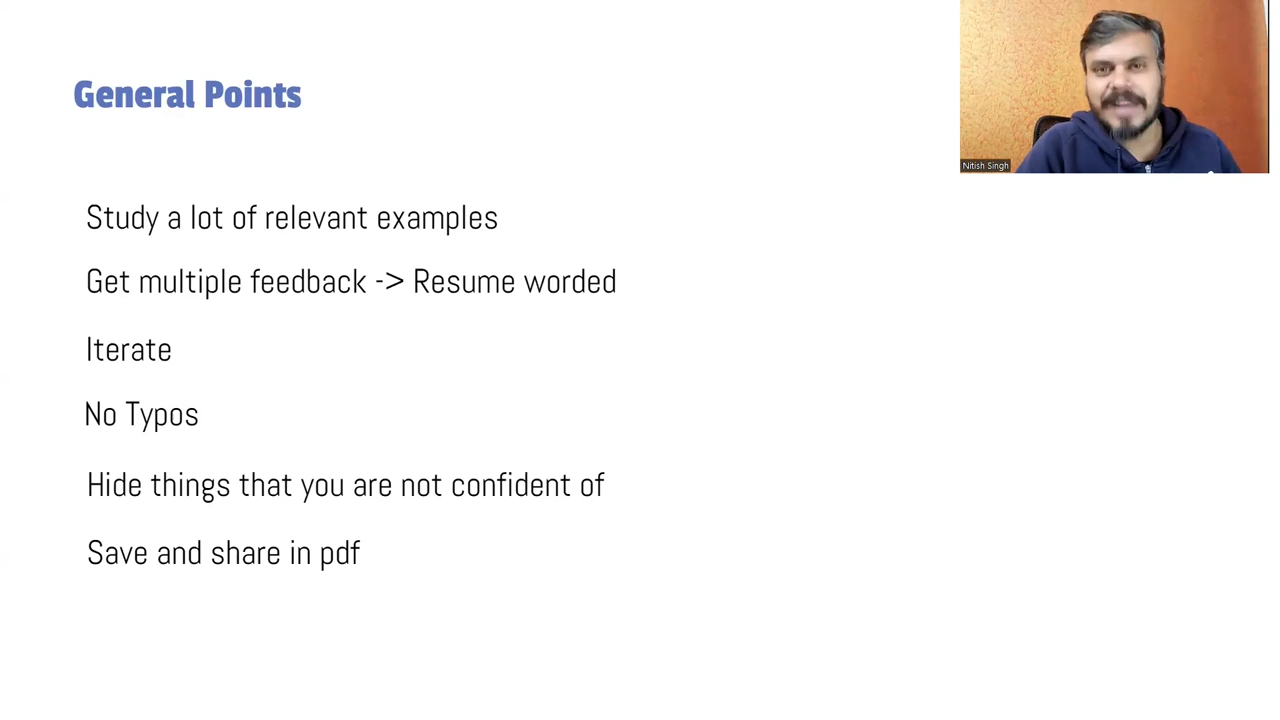 General Points
Nitish Singh
Study a lot of relevant examples
Get multiple feedback -> Resume worded
Iterate
No Typos
Hide things that you are not confident of
Save and share in pdf